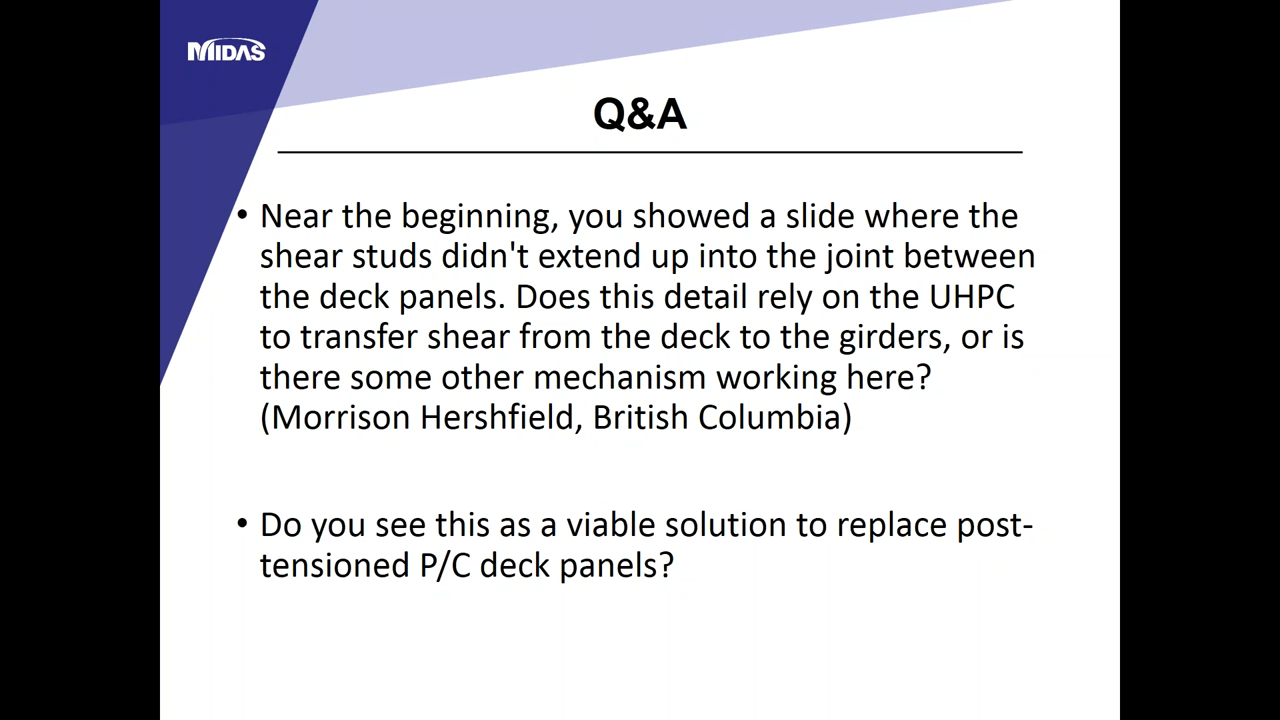 MIDAS
Q&A
• Near the beginning, you showed a slide where the
shear studs didn't extend up into the joint between
the deck panels. Does this detail rely on the UHPC
to transfer shear from the deck to the girders, or is
there some other mechanism working here?
(Morrison Hershfield, British Columbia)
• Do you see this as a viable solution to replace post-
tensioned P/C deck panels?